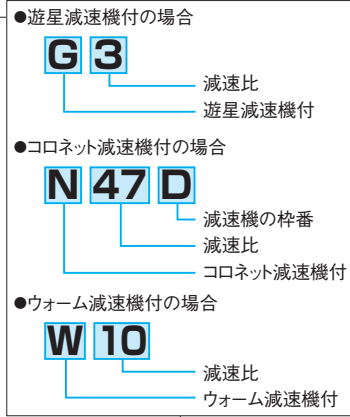 ●遊星減速機付の場合
G 3
減速比
遊星減速機付
●コロネット減速機付の場合
N 47 D
減速機の枠番
減速比
コロネット減速機付
●ウォーム減速機付の場合
W 10
減速比
ウォーム減速機付